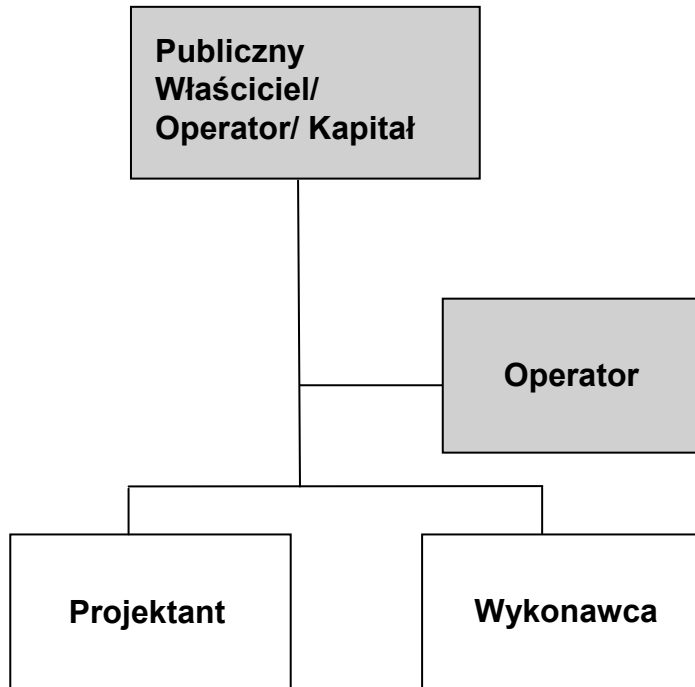 Publiczny
Właściciel/
Operator/ Kapitał
Operator
Projektant
Wykonawca